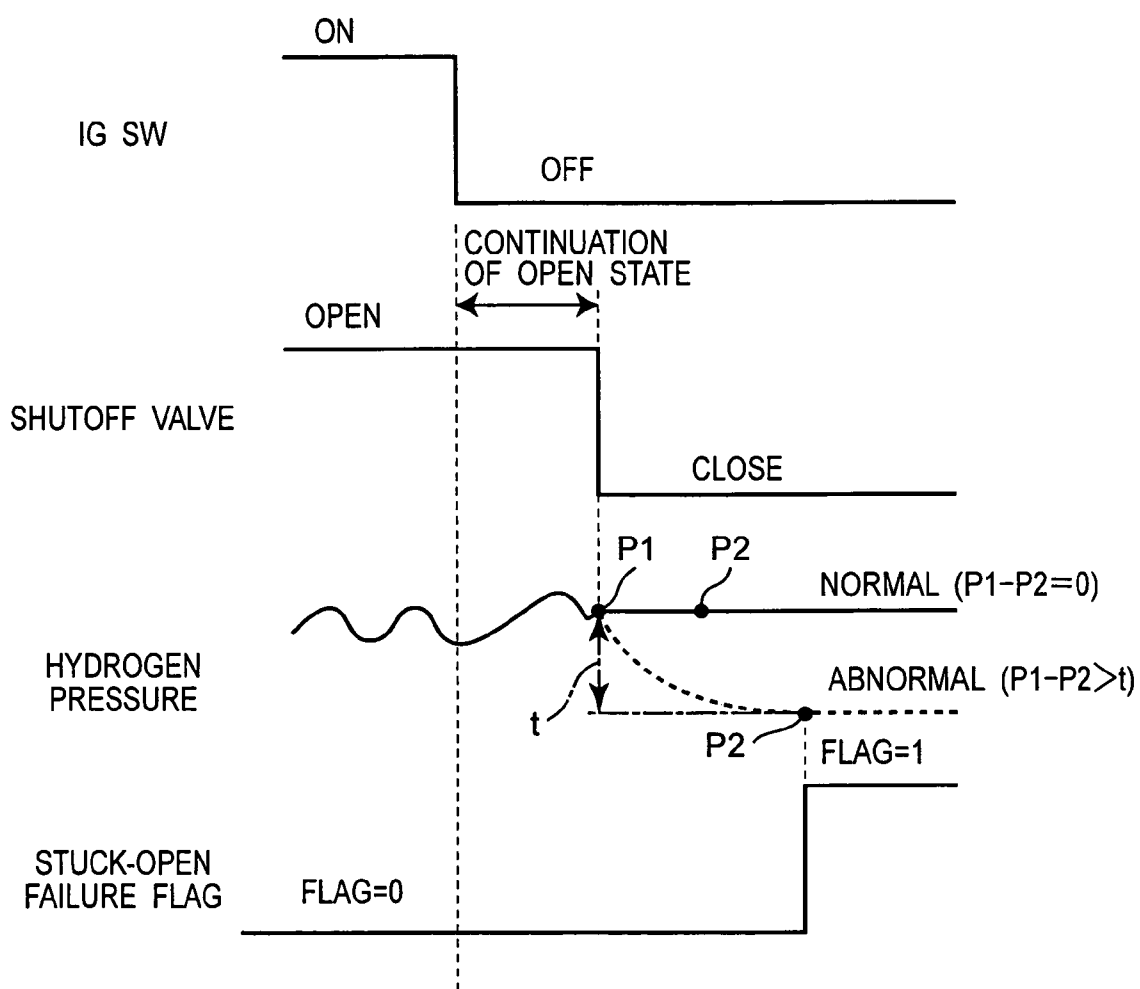 ON
IG SW
OFF
CONTINUATION
OF OPEN STATE
OPEN
SHUTOFF VALVE
CLOSE
P1
P2
NORMAL (P1-P2=0)
HYDROGEN
PRESSURE
ABNORMAL (P1-P2>t)
t
P2
FLAG=1
STUCK-OPEN
FAILURE FLAG
FLAG=0